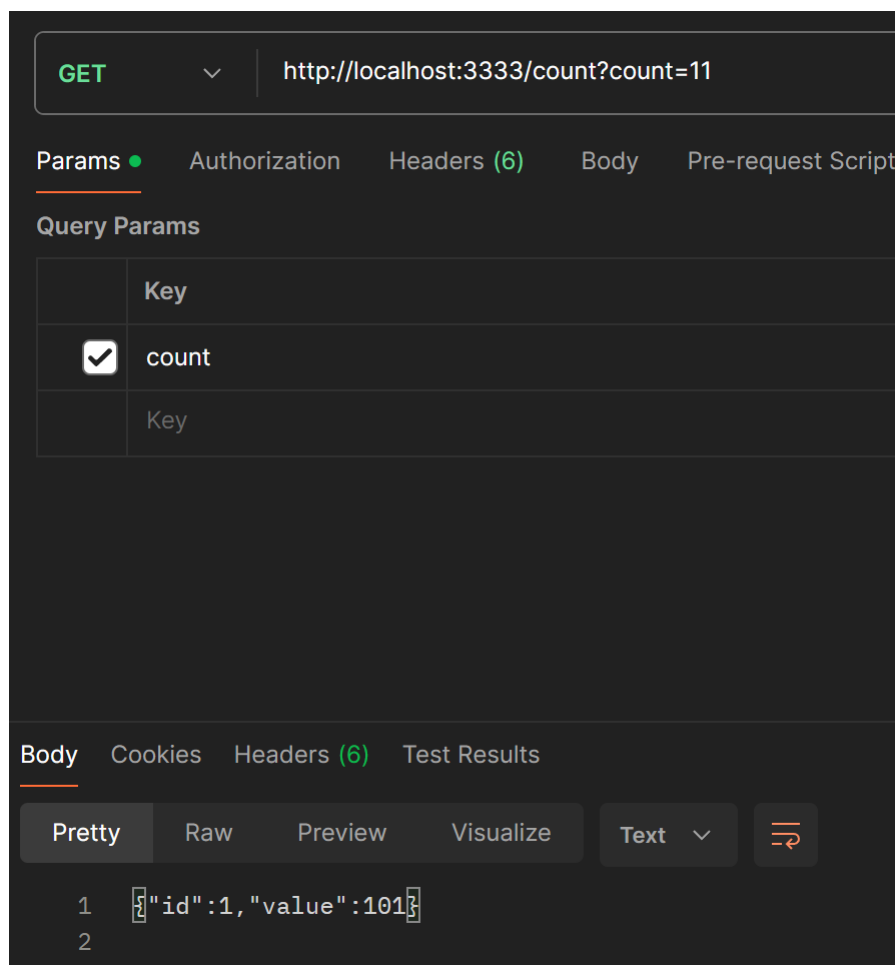 GET http://localhost:3333/count?count=11
Params Authorization Headers (6) Body Pre-request Script
Query Params
Key
count
Key
Body Cookies Headers (6) Test Results
Pretty Raw Preview Visualize Text
1 {"id":1,"value":101}
2